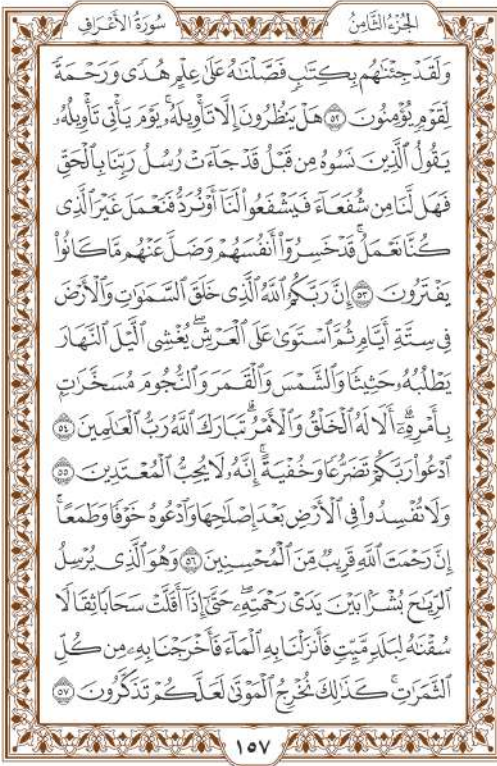 الجُزْءُ الثَّامِنُ سُورَةُ الأَعْرَافِ
وَلَقَدۡ جِئۡنَٰهُم بِكِتَٰبٖ فَصَّلۡنَٰهُ عَلَىٰ عِلۡمٍ هُدٗى وَرَحۡمَةٗ
لِّقَوۡمٖ يُؤۡمِنُونَ ٥٢ هَلۡ يَنظُرُونَ إِلَّا تَأۡوِيلَهُۥۚ يَوۡمَ يَأۡتِي تَأۡوِيلُهُۥ
يَقُولُ ٱلَّذِينَ نَسُوهُ مِن قَبۡلُ قَدۡ جَآءَتۡ رُسُلُ رَبِّنَا بِٱلۡحَقِّ
فَهَل لَّنَا مِن شُفَعَآءَ فَيَشۡفَعُواْ لَنَآ أَوۡ نُرَدُّ فَنَعۡمَلَ غَيۡرَ ٱلَّذِي
كُنَّا نَعۡمَلُۚ قَدۡ خَسِرُوٓاْ أَنفُسَهُمۡ وَضَلَّ عَنۡهُم مَّا كَانُواْ
يَفۡتَرُونَ ٥٣ إِنَّ رَبَّكُمُ ٱللَّهُ ٱلَّذِي خَلَقَ ٱلسَّمَٰوَٰتِ وَٱلۡأَرۡضَ
فِي سِتَّةِ أَيَّامٖ ثُمَّ ٱسۡتَوَىٰ عَلَى ٱلۡعَرۡشِۖ يُغۡشِي ٱلَّيۡلَ ٱلنَّهَارَ
يَطۡلُبُهُۥ حَثِيثٗا وَٱلشَّمۡسَ وَٱلۡقَمَرَ وَٱلنُّجُومَ مُسَخَّرَٰتِۭ
بِأَمۡرِهِۦٓۗ أَلَا لَهُ ٱلۡخَلۡقُ وَٱلۡأَمۡرُۗ تَبَارَكَ ٱللَّهُ رَبُّ ٱلۡعَٰلَمِينَ ٥٤
ٱدۡعُواْ رَبَّكُمۡ تَضَرُّعٗا وَخُفۡيَةًۚ إِنَّهُۥ لَا يُحِبُّ ٱلۡمُعۡتَدِينَ ٥٥
وَلَا تُفۡسِدُواْ فِي ٱلۡأَرۡضِ بَعۡدَ إِصۡلَٰحِهَا وَٱدۡعُوهُ خَوۡفٗا وَطَمَعًاۚ
إِنَّ رَحۡمَتَ ٱللَّهِ قَرِيبٞ مِّنَ ٱلۡمُحۡسِنِينَ ٥٦ وَهُوَ ٱلَّذِي يُرۡسِلُ
ٱلرِّيَٰحَ بُشۡرَۢا بَيۡنَ يَدَيۡ رَحۡمَتِهِۦۖ حَتَّىٰٓ إِذَآ أَقَلَّتۡ سَحَابٗا ثِقَالٗا
سُقۡنَٰهُ لِبَلَدٖ مَّيِّتٖ فَأَنزَلۡنَا بِهِ ٱلۡمَآءَ فَأَخۡرَجۡنَا بِهِۦ مِن كُلِّ
ٱلثَّمَرَٰتِۚ كَذَٰلِكَ نُخۡرِجُ ٱلۡمَوۡتَىٰ لَعَلَّكُمۡ تَذَكَّرُونَ ٥٧
١٥٧